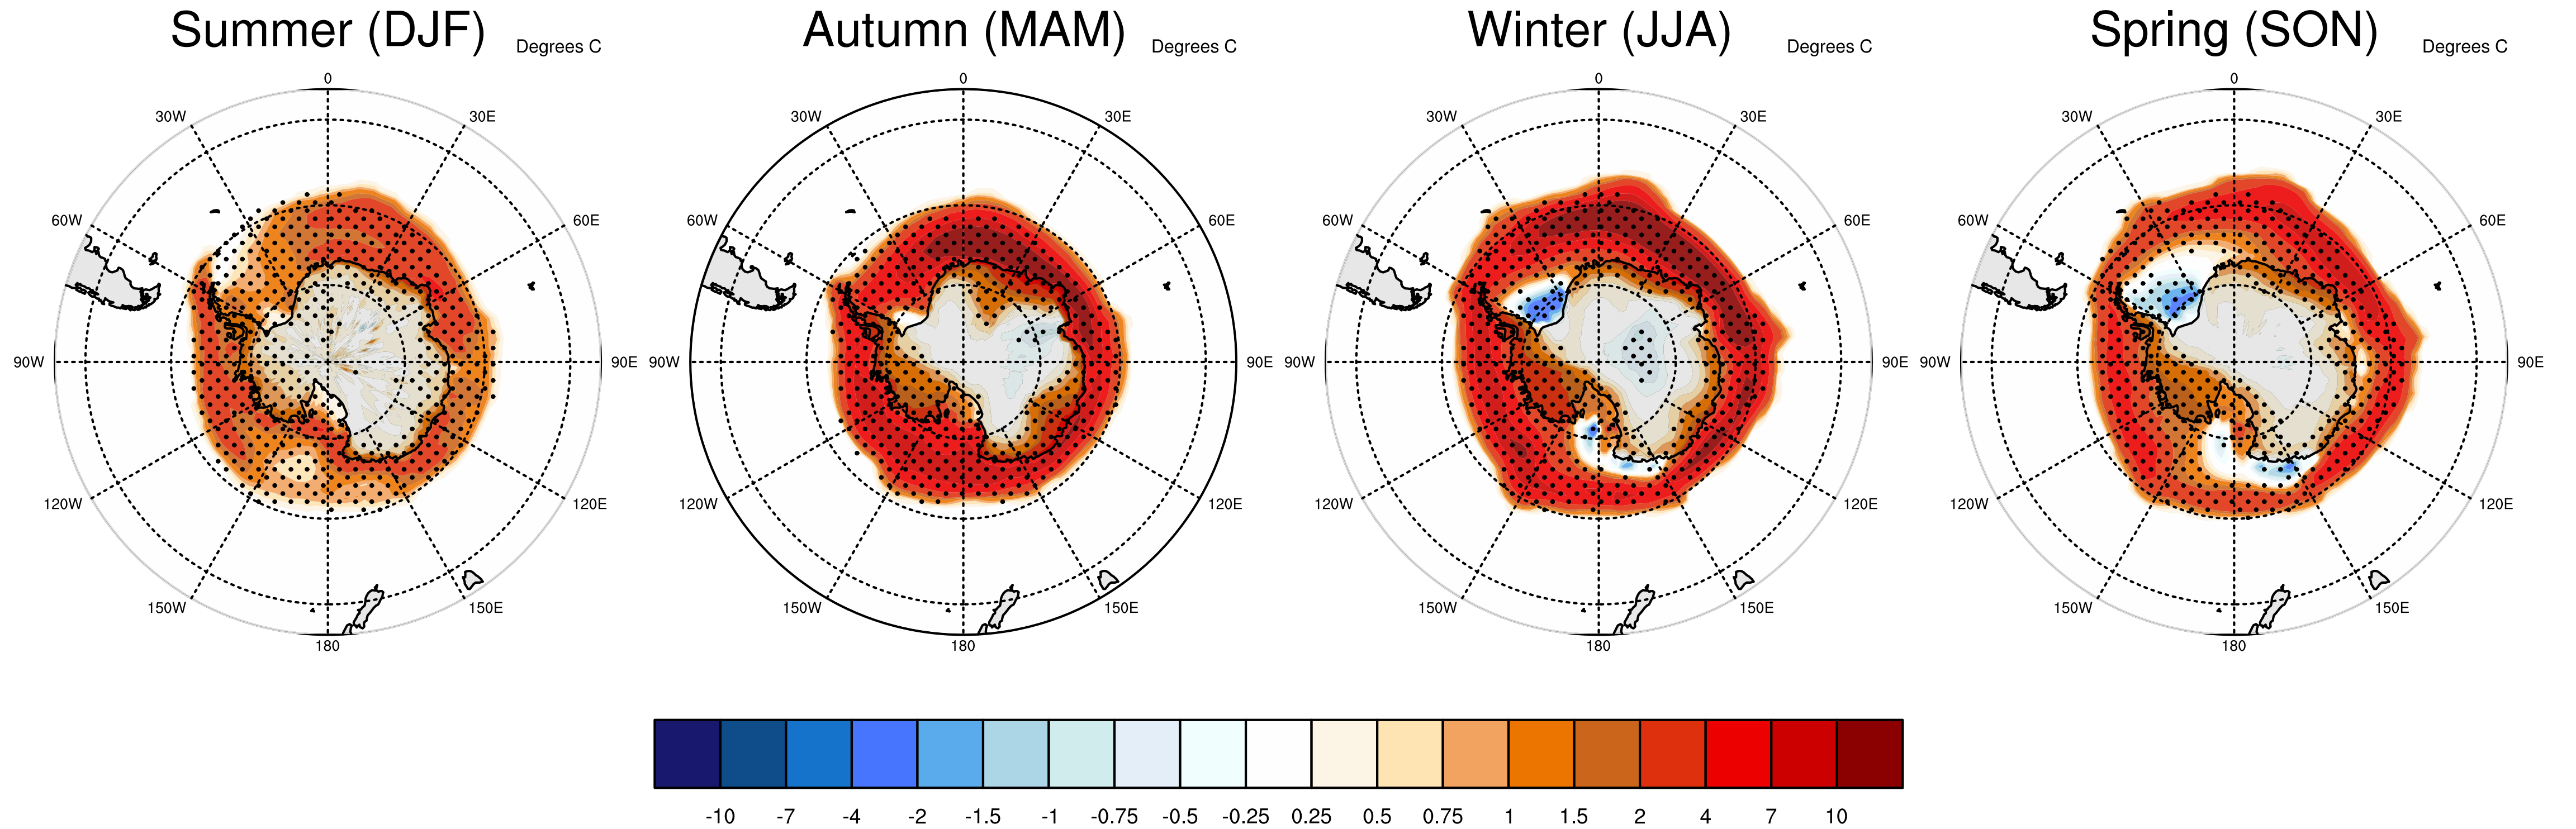 Summer (DJF) Degrees C Autumn (MAM) Degrees C Winter (JJA) Degrees C Spring (SON) Degrees C
0 0 0 0
30W 30E 30W 30E 30W 30E 30W 30E
60W 60E 60W 60E 60W 60E 60W 60E
90W 90E 90W 90E 90W 90E 90W 90E
120W 120E 120W 120E 120W 120E 120W 120E
150W 150E 150W 150E 150W 150E 150W 150E
180 180 180 180
-10 -7 -4 -2 -1.5 -1 -0.75 -0.5 -0.25 0.25 0.5 0.75 1 1.5 2 4 7 10